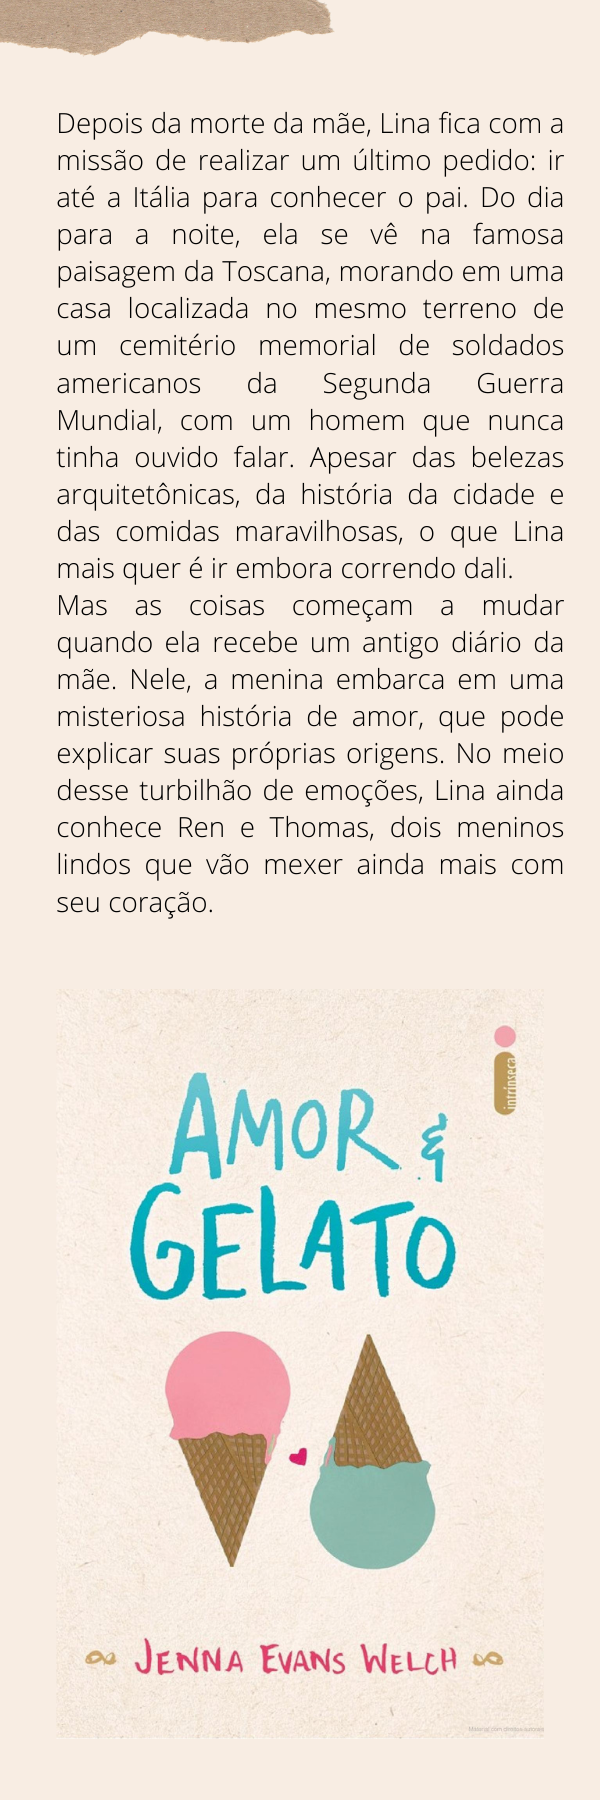 Depois da morte da mãe, Lina fica com a
missão de realizar um último pedido: ir
até a Itália para conhecer o pai. Do dia
para a noite, ela se vê na famosa
paisagem da Toscana, morando em uma
casa localizada no mesmo terreno de
um cemitério memorial de soldados
americanos da Segunda Guerra
Mundial, com um homem que nunca
tinha ouvido falar. Apesar das belezas
arquitetônicas, da história da cidade e
das comidas maravilhosas, o que Lina
mais quer é ir embora correndo dali.
Mas as coisas começam a mudar
quando ela recebe um antigo diário da
mãe. Nele, a menina embarca em uma
misteriosa história de amor, que pode
explicar suas próprias origens. No meio
desse turbilhão de emoções, Lina ainda
conhece Ren e Thomas, dois meninos
lindos que vão mexer ainda mais com
seu coração.
intrínseca
AMOR &
GELATO
JENNA EVANS WELCH
Material com direitos autorais